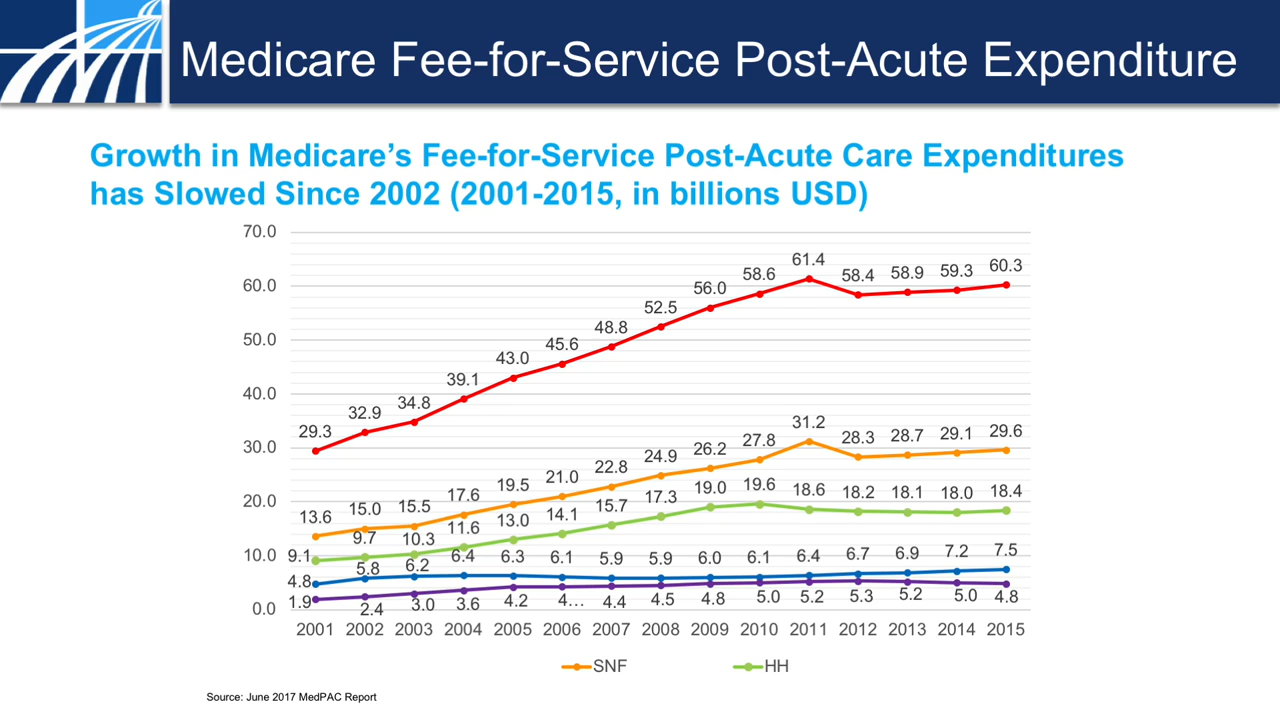 Medicare Fee-for-Service Post-Acute Expenditure
Growth in Medicare’s Fee-for-Service Post-Acute Care Expenditures
has Slowed Since 2002 (2001-2015, in billions USD)
70.0
60.0
50.0
40.0
30.0
20.0
10.0
0.0
29.3 32.9 34.8 39.1 43.0 45.6 48.8 52.5 56.0 58.6 61.4 58.4 58.9 59.3 60.3
13.6 15.0 15.5 17.6 19.5 21.0 22.8 24.9 26.2 27.8 31.2 28.3 28.7 29.1 29.6
9.1 9.7 10.3 11.6 13.0 14.1 15.7 17.3 19.0 19.6 18.6 18.2 18.1 18.0 18.4
4.8 5.8 6.2 6.4 6.3 6.1 5.9 5.9 6.0 6.1 6.4 6.7 6.9 7.2 7.5
1.9 2.4 3.0 3.6 4.2 4… 4.4 4.5 4.8 5.0 5.2 5.3 5.2 5.0 4.8
2001 2002 2003 2004 2005 2006 2007 2008 2009 2010 2011 2012 2013 2014 2015
SNF HH
Source: June 2017 MedPAC Report